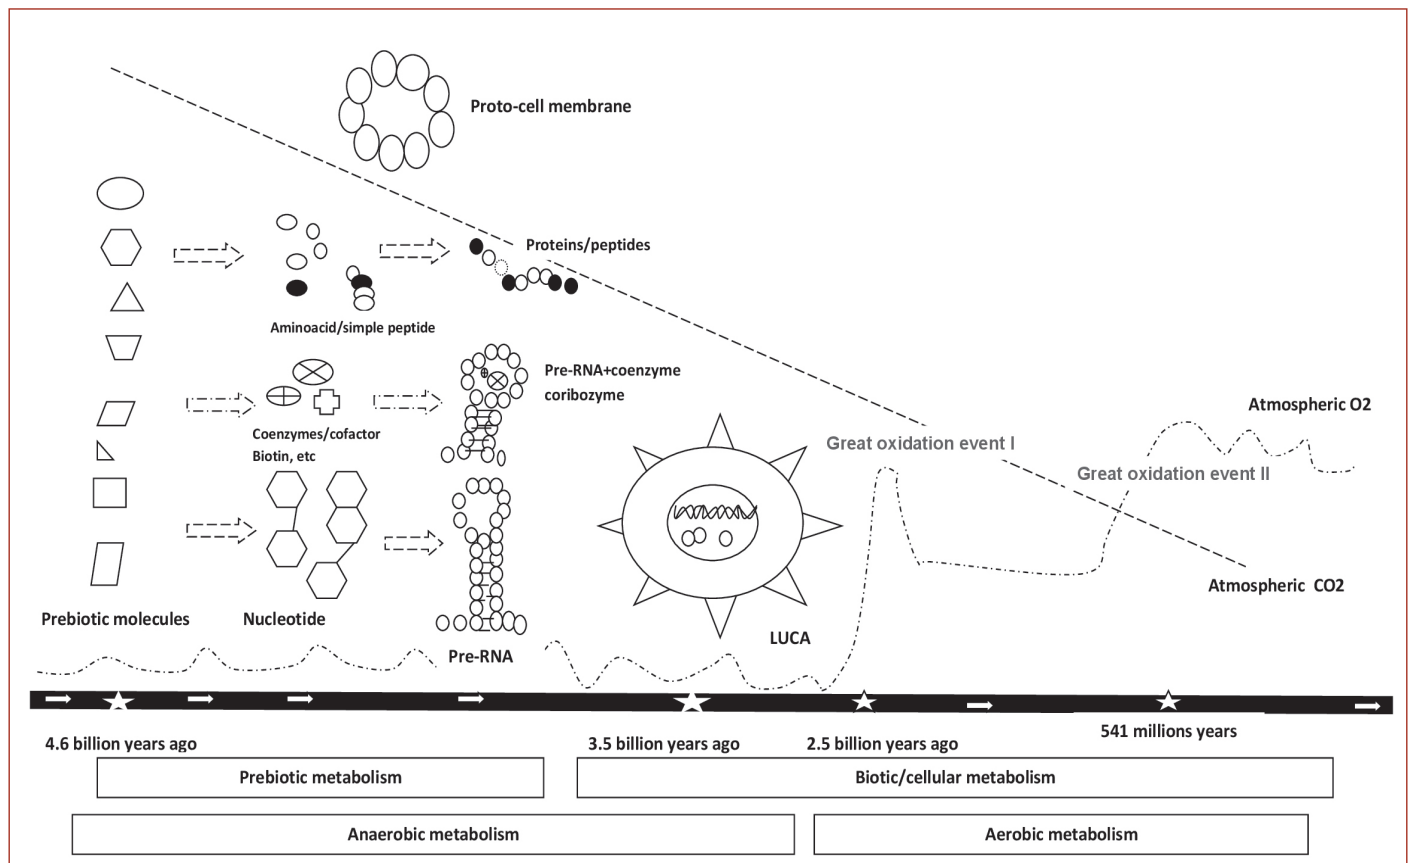 Proto-cell membrane
Proteins/peptides
Aminoacid/simple peptide
Pre-RNA+coenzyme
coribozyme
Coenzymes/cofactor
Biotin, etc
Atmospheric O2
Great oxidation event I
Great oxidation event II
Atmospheric CO2
Prebiotic molecules
Nucleotide
LUCA
Pre-RNA
4.6 billion years ago
3.5 billion years ago
2.5 billion years ago
541 millions years
Prebiotic metabolism
Biotic/cellular metabolism
Anaerobic metabolism
Aerobic metabolism